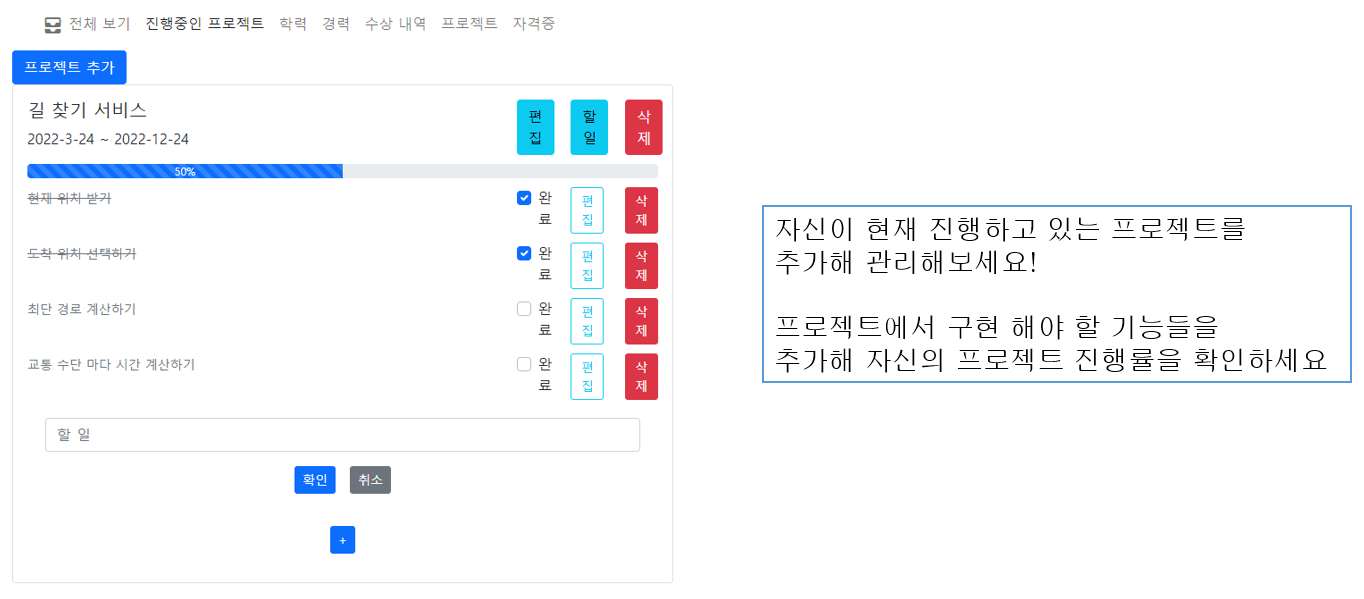 전체 보기 진행중인 프로젝트 학력 경력 수상 내역 프로젝트 자격증
프로젝트 추가
길 찾기 서비스
2022-3-24 ~ 2022-12-24
편집 할일 삭제
50%
현재 위치 받기 완료 편집 삭제
도착 위치 선택하기 완료 편집 삭제
최단 경로 계산하기 완료 편집 삭제
교통 수단 마다 시간 계산하기 완료 편집 삭제
할 일
확인 취소
+
자신이 현재 진행하고 있는 프로젝트를
추가해 관리해보세요!
프로젝트에서 구현 해야 할 기능들을
추가해 자신의 프로젝트 진행률을 확인하세요